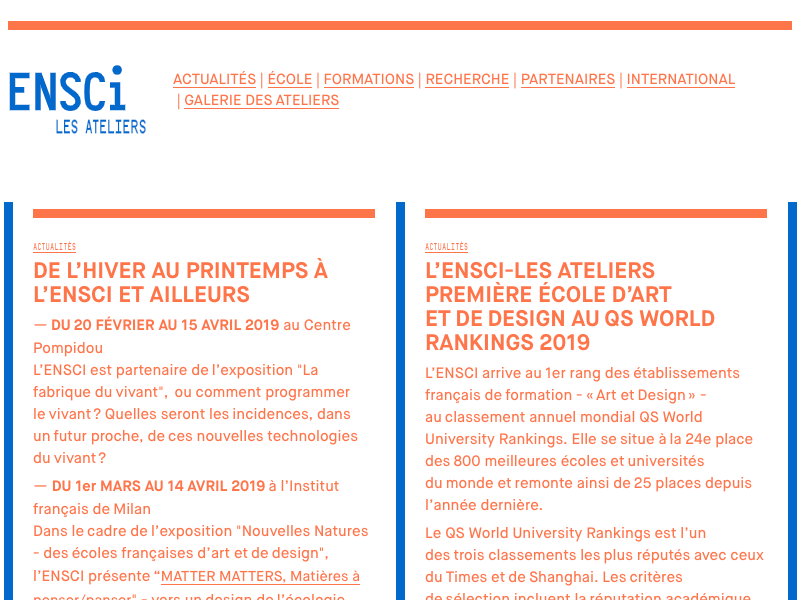 ENSCi
LES ATELIERS
ACTUALITÉS | ÉCOLE | FORMATIONS | RECHERCHE | PARTENAIRES | INTERNATIONAL
| GALERIE DES ATELIERS
ACTUALITÉS
DE L’HIVER AU PRINTEMPS À
L’ENSCI ET AILLEURS
— DU 20 FÉVRIER AU 15 AVRIL 2019 au Centre
Pompidou
L’ENSCI est partenaire de l’exposition "La
fabrique du vivant", ou comment programmer
le vivant ? Quelles seront les incidences, dans
un futur proche, de ces nouvelles technologies
du vivant ?
— DU 1er MARS AU 14 AVRIL 2019 à l’Institut
français de Milan
Dans le cadre de l’exposition "Nouvelles Natures
- des écoles françaises d’art et de design",
l’ENSCI présente “MATTER MATTERS, Matières à
penser/panser" - vers un design de l’écologie
ACTUALITÉS
L’ENSCI-LES ATELIERS
PREMIÈRE ÉCOLE D’ART
ET DE DESIGN AU QS WORLD
RANKINGS 2019
L’ENSCI arrive au 1er rang des établissements
français de formation - « Art et Design » -
au classement annuel mondial QS World
University Rankings. Elle se situe à la 24e place
des 800 meilleures écoles et universités
du monde et remonte ainsi de 25 places depuis
l’année dernière.
Le QS World University Rankings est l’un
des trois classements les plus réputés avec ceux
du Times et de Shanghai. Les critères
de sélection incluent la réputation académique